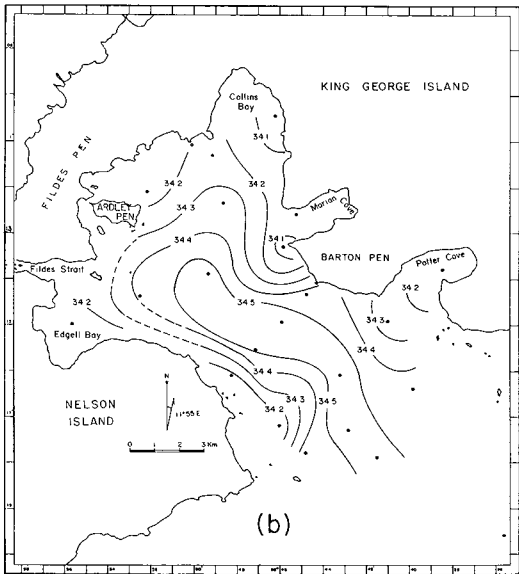 KING GEORGE ISLAND
Collins
Bay
34.1
FILDES PEN
34.2
34.2
34.3
ARDLEY
PEN
Marian Cove
34.4
34.1
BARTON PEN
Potter Cove
Fildes Strait
34.2
34.5
34.2
34.3
Edgell Bay
34.4
34.4
NELSON
ISLAND
N
11°55'E
34.3
34.5
34.2
0 1 2 3 Km
(b)